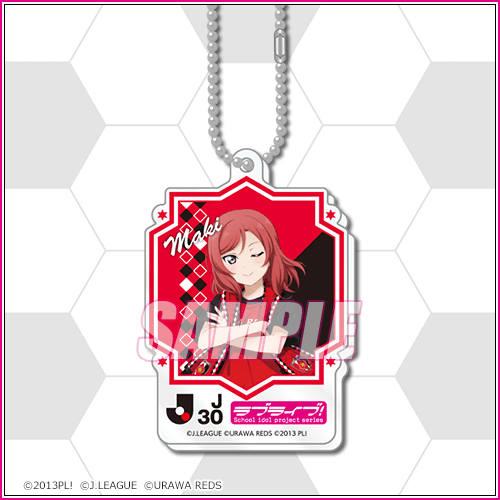 Maki
SAMPLE
J
J
30
ラブライブ!
School idol project series
©J.LEAGUE ©URAWA REDS ©2013 PL!
©2013PL! ©J.LEAGUE ©URAWA REDS